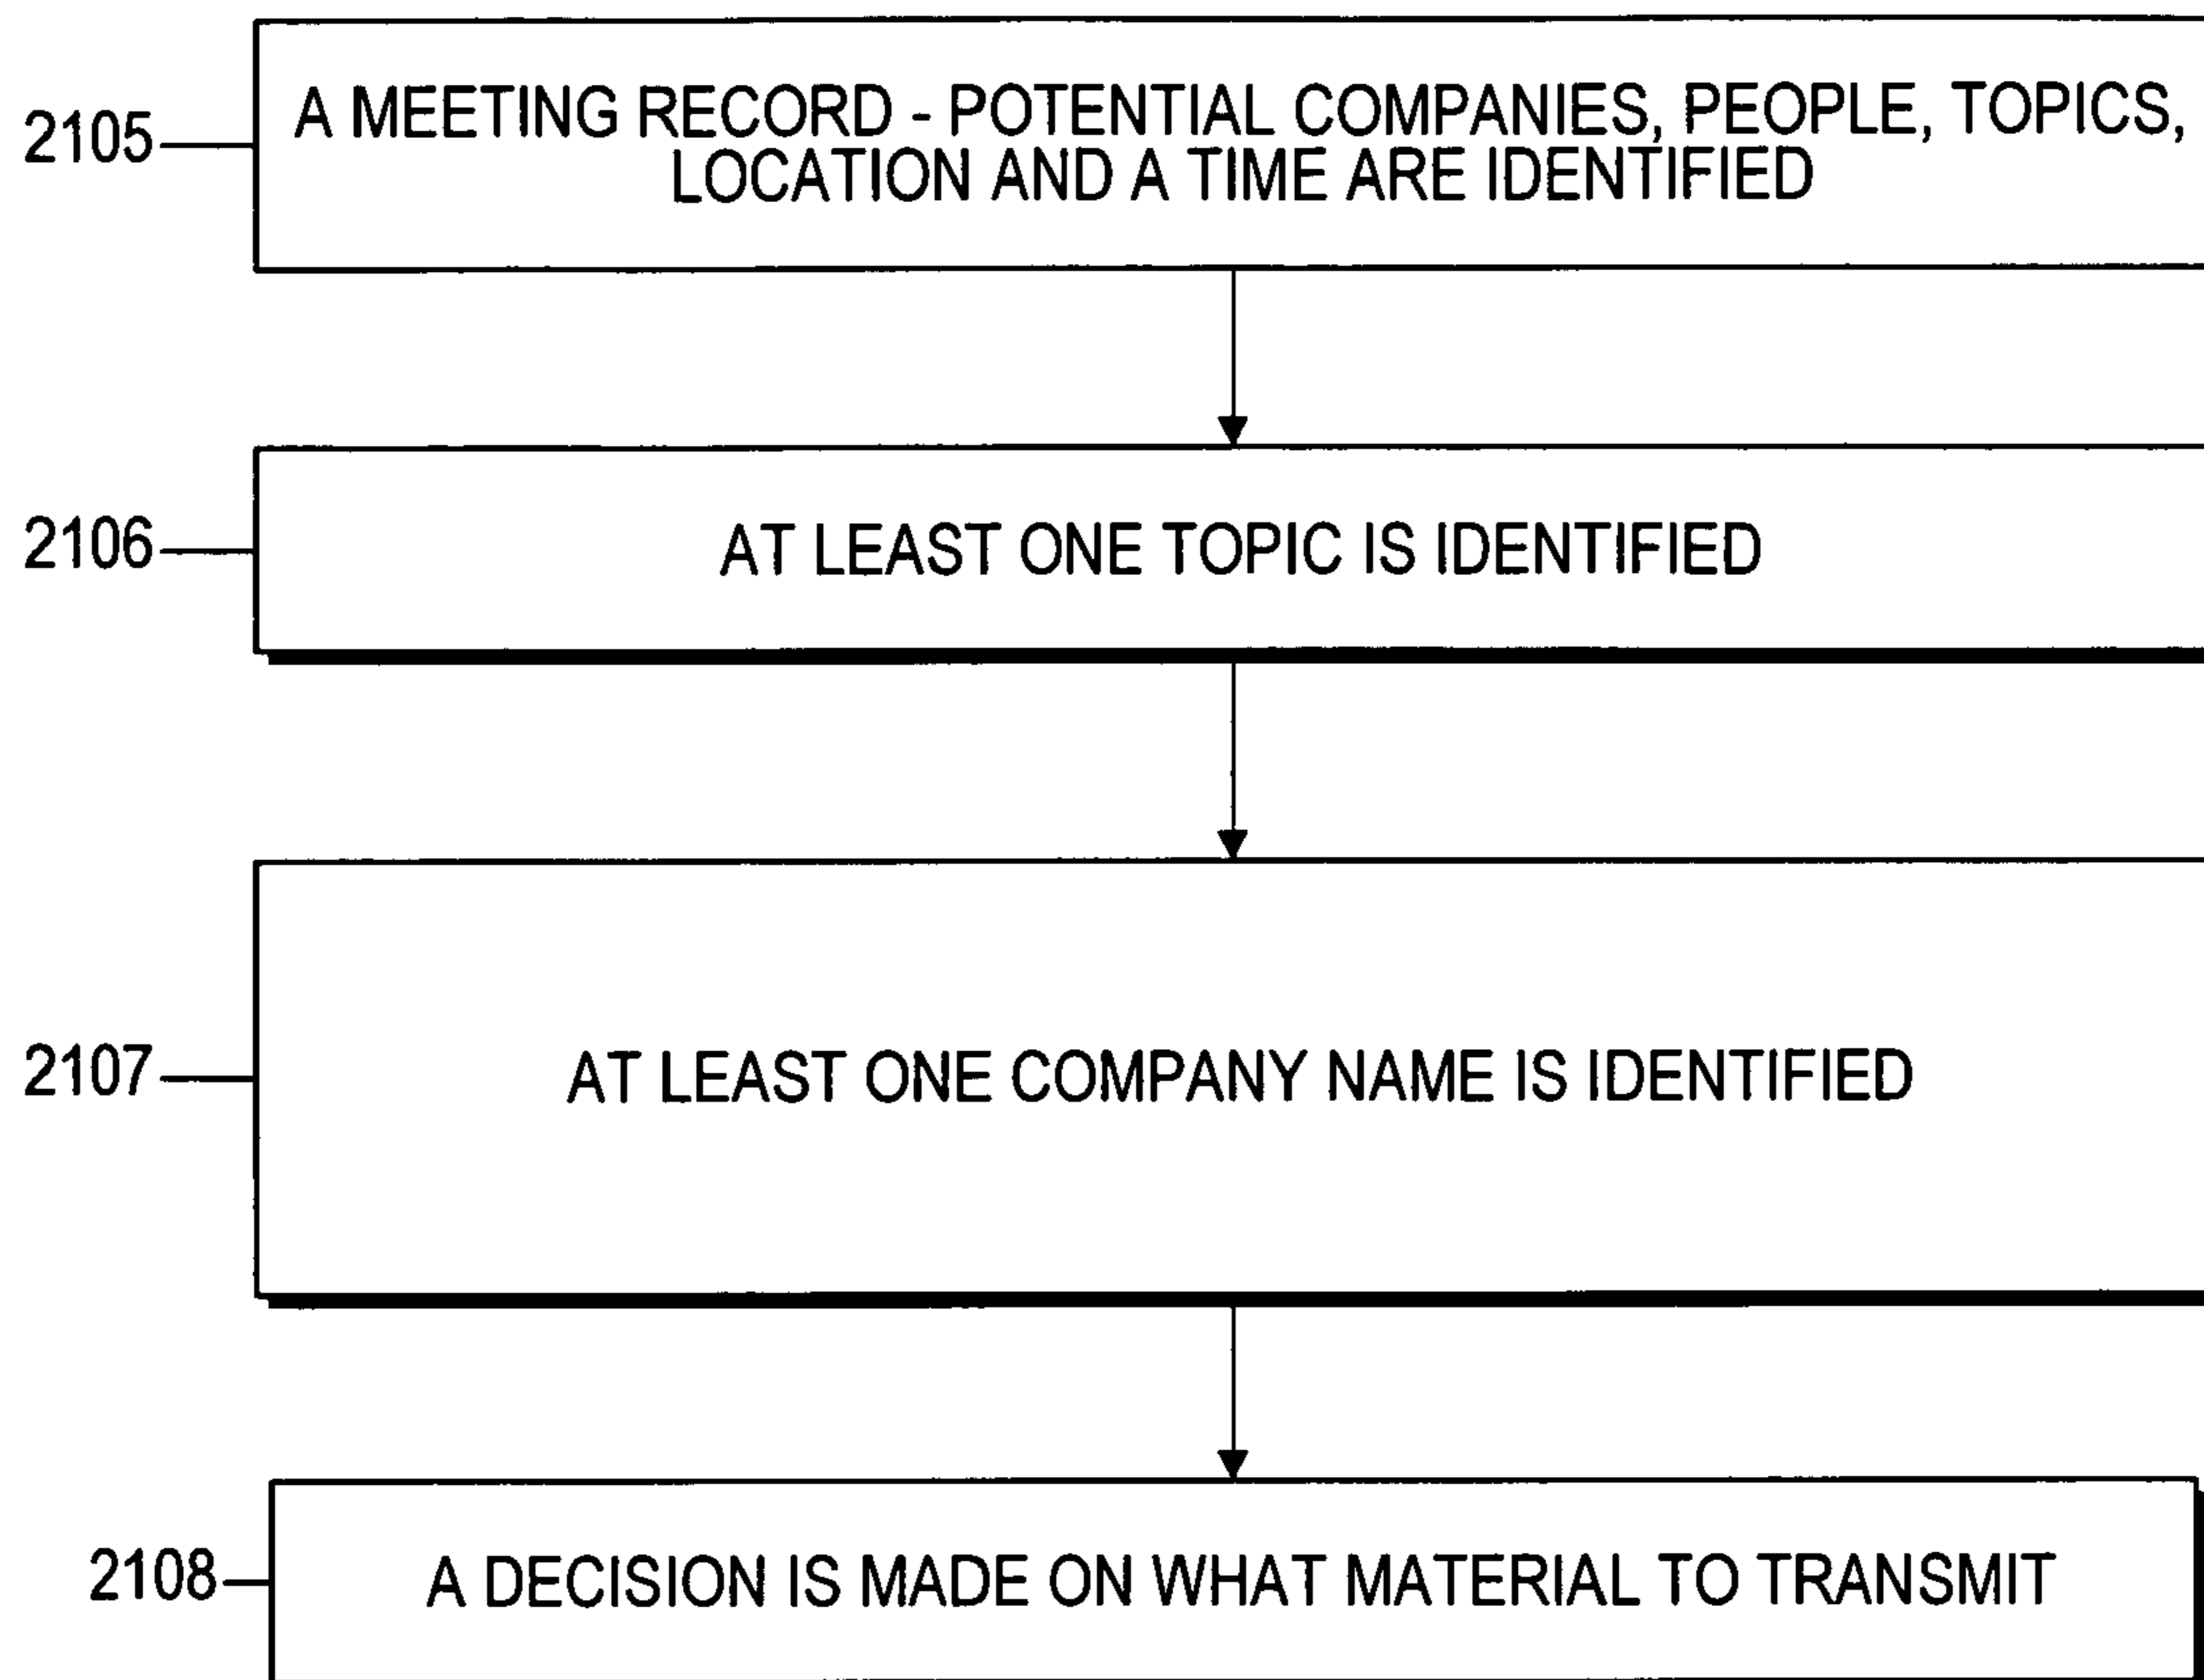 2105
A MEETING RECORD - POTENTIAL COMPANIES, PEOPLE, TOPICS,
LOCATION AND A TIME ARE IDENTIFIED
2106
AT LEAST ONE TOPIC IS IDENTIFIED
2107
AT LEAST ONE COMPANY NAME IS IDENTIFIED
2108
A DECISION IS MADE ON WHAT MATERIAL TO TRANSMIT